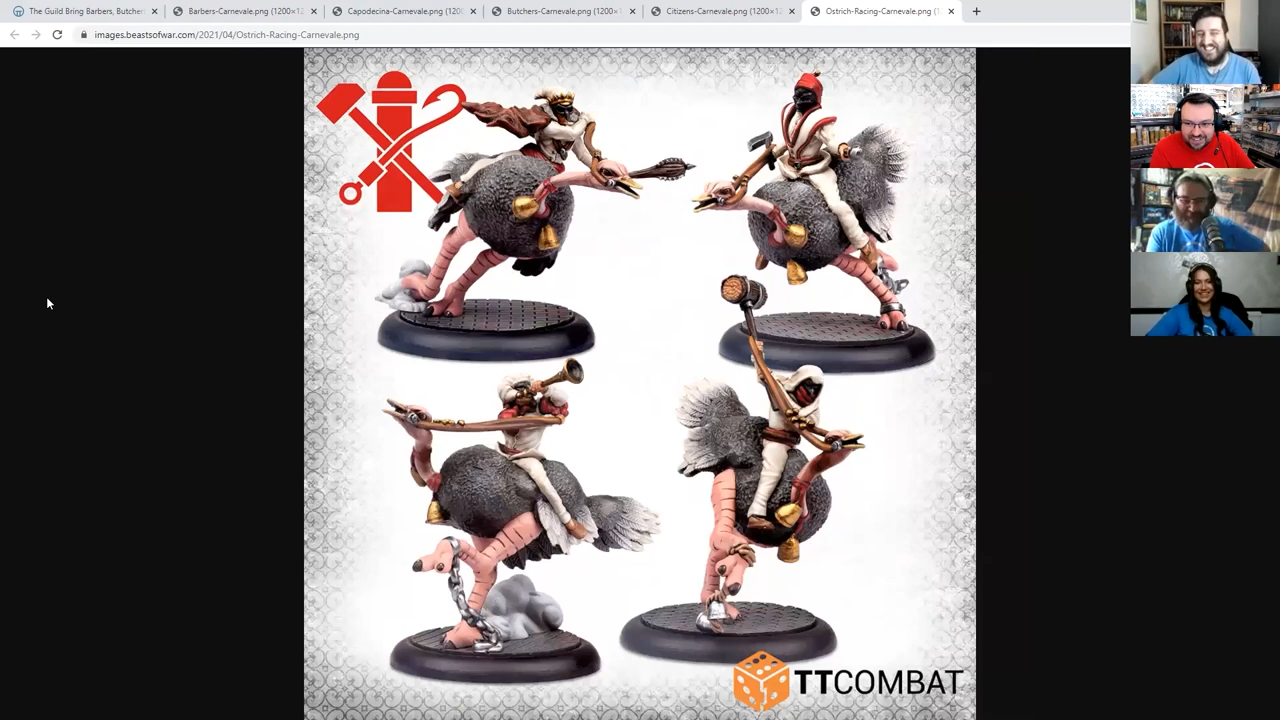 The Guild Bring Barbers, Butcher
Barbers-Carnevale.png (1200×12
Capodecina-Carnevale.png (120
Butchers-Carnevale.png (1200×1
Citizens-Carnevale.png (1200×12
Ostrich-Racing-Carnevale.png (1
images.beastsofwar.com/2021/04/Ostrich-Racing-Carnevale.png
TTCOMBAT